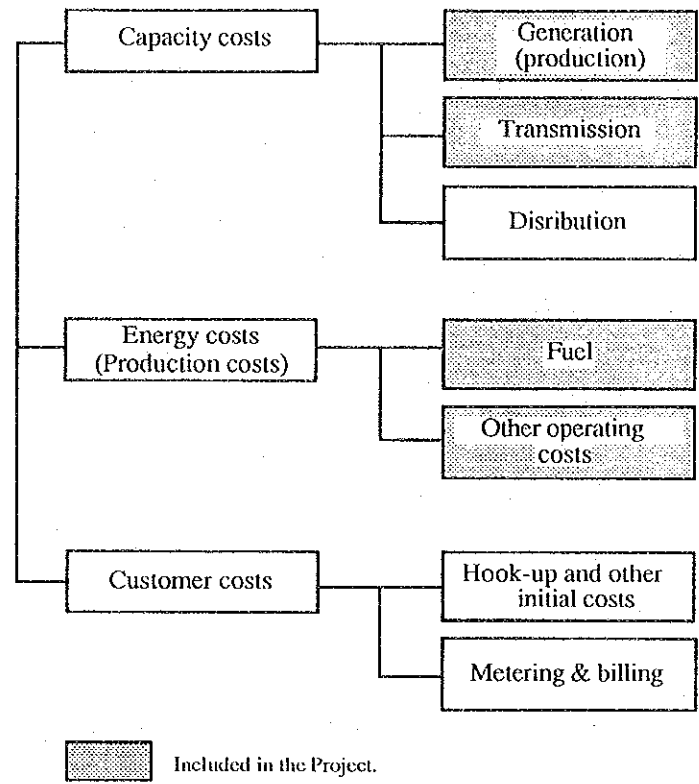 Capacity costs
Generation
(production)
Transmission
Disribution
Energy costs
(Production costs)
Fuel
Other operating
costs
Customer costs
Hook-up and other
initial costs
Metering & billing
Included in the Project.